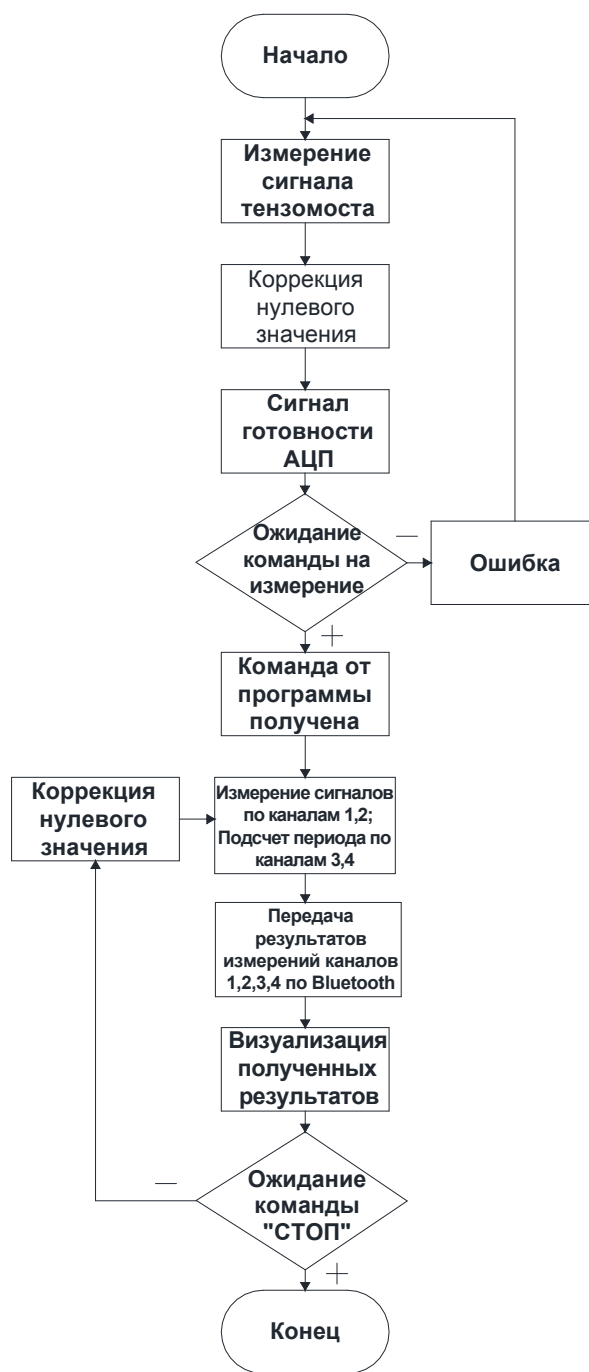 Начало
Измерение
сигнала
тензомоста
Коррекция
нулевого
значения
Сигнал
готовности
АЦП
Ожидание
команды на
измерение
—
Ошибка
+
Команда от
программы
получена
Коррекция
нулевого
значения
Измерение сигналов
по каналам 1,2;
Подсчет периода по
каналам 3,4
Передача
результатов
измерений каналов
1,2,3,4 по Bluetooth
Визуализация
полученных
результатов
—
Ожидание
команды
"СТОП"
+
Конец